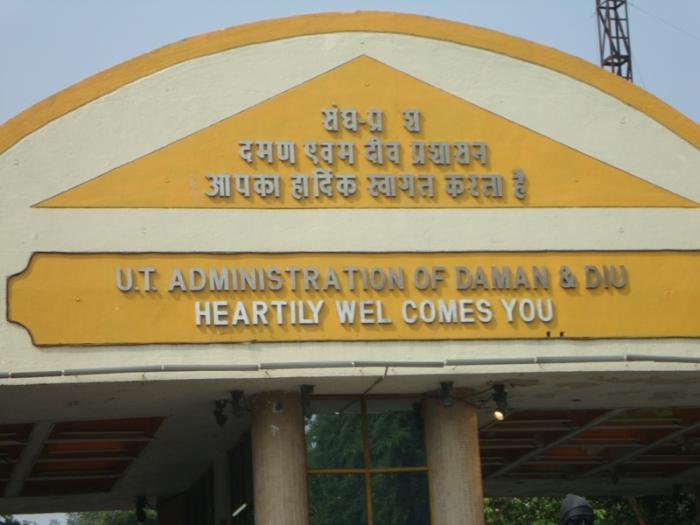 संघ-प्र श
दमण एवम दीव प्रशासन
आपका हार्दिक स्वागत करता है
U.T. ADMINISTRATION OF DAMAN & DIU
HEARTILY WEL COMES YOU